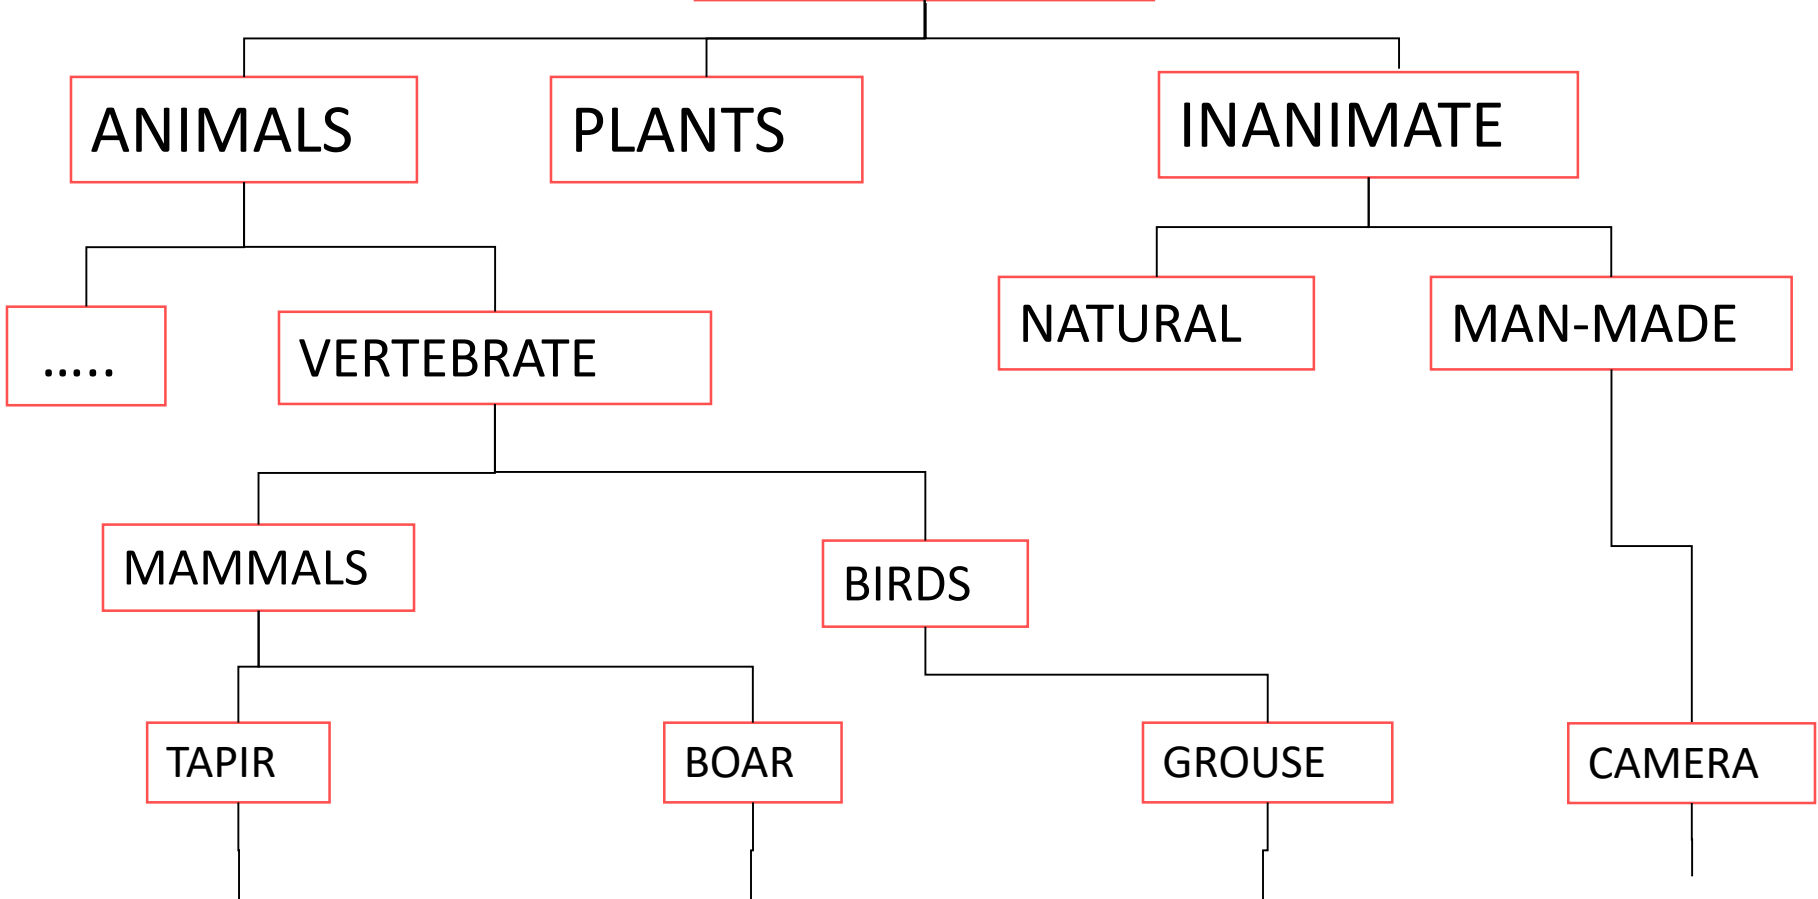 ANIMALS
PLANTS
INANIMATE
.....
VERTEBRATE
NATURAL
MAN-MADE
MAMMALS
BIRDS
TAPIR
BOAR
GROUSE
CAMERA